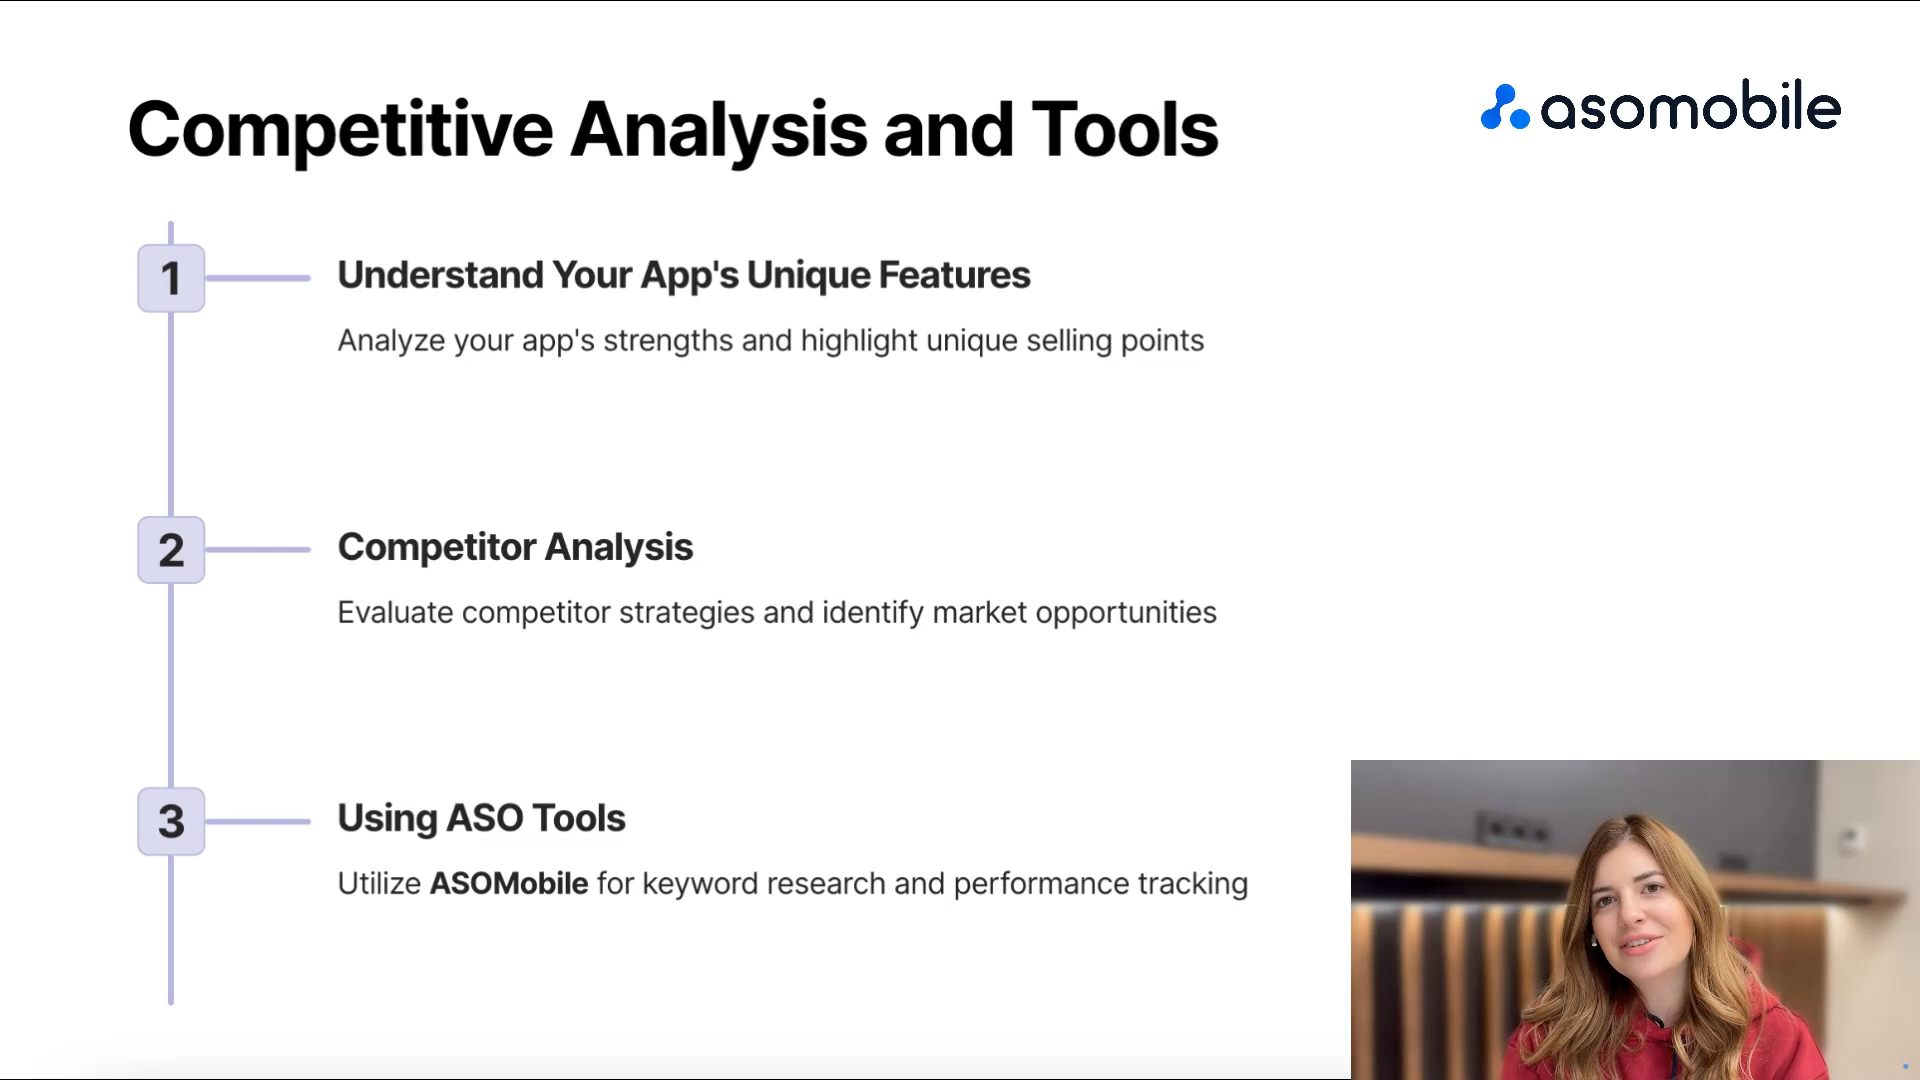 Competitive Analysis and Tools
asomobile
1
Understand Your App's Unique Features
Analyze your app's strengths and highlight unique selling points
2
Competitor Analysis
Evaluate competitor strategies and identify market opportunities
3
Using ASO Tools
Utilize ASOMobile for keyword research and performance tracking